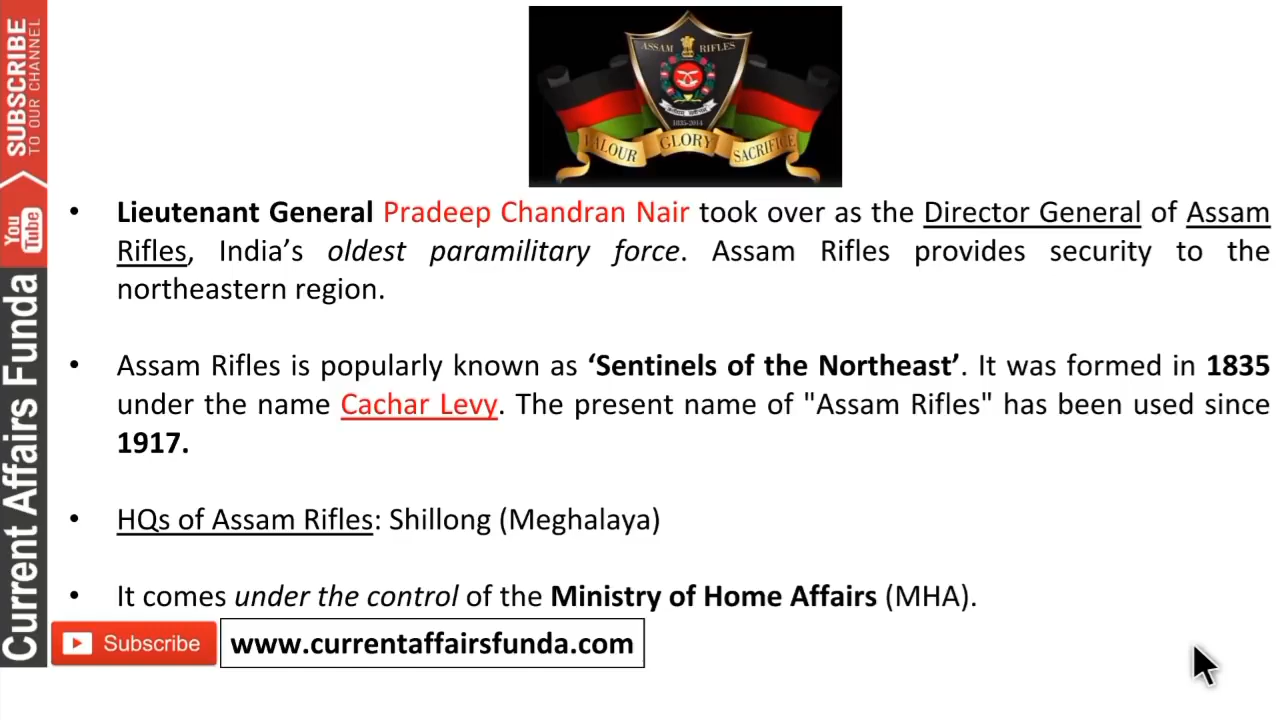 SUBSCRIBE
TO OUR CHANNEL
You
Tube
Current Affairs Funda
ASSAM RIFLES
1835-2014
VALOUR GLORY SACRIFICE
• Lieutenant General Pradeep Chandran Nair took over as the Director General of Assam
Rifles, India’s oldest paramilitary force. Assam Rifles provides security to the
northeastern region.
• Assam Rifles is popularly known as ‘Sentinels of the Northeast’. It was formed in 1835
under the name Cachar Levy. The present name of "Assam Rifles" has been used since
1917.
• HQs of Assam Rifles: Shillong (Meghalaya)
• It comes under the control of the Ministry of Home Affairs (MHA).
Subscribe
www.currentaffairsfunda.com